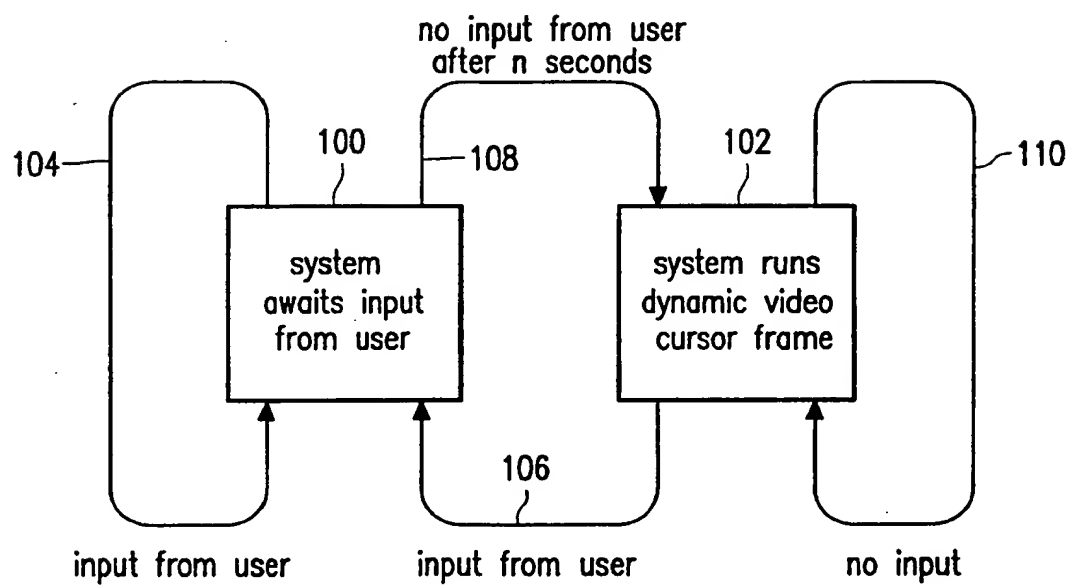 no input from user
after n seconds
104
100
108
102
110
system
awaits input
from user
system runs
dynamic video
cursor frame
106
input from user
input from user
no input